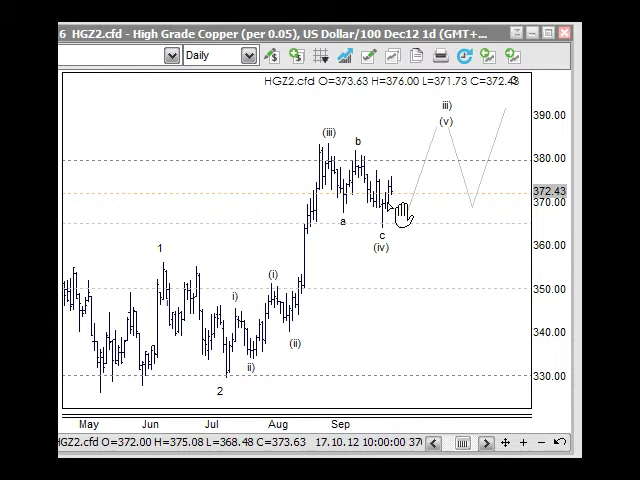 6 HGZ2.cfd - High Grade Copper (per 0.05), US Dollar/100 Dec12 1d (GMT+...
Daily
HGZ2.cfd O=373.63 H=376.00 L=371.73 C=372.43
390.00
iii)
(v)
(iii)
b
380.00
372.43
370.00
a
c
(iv)
360.00
1
(i)
350.00
i)
340.00
(ii)
ii)
330.00
2
May Jun Jul Aug Sep
HGZ2.cfd O=372.00 H=375.08 L=368.48 C=373.63 17.10.12 10:00:00